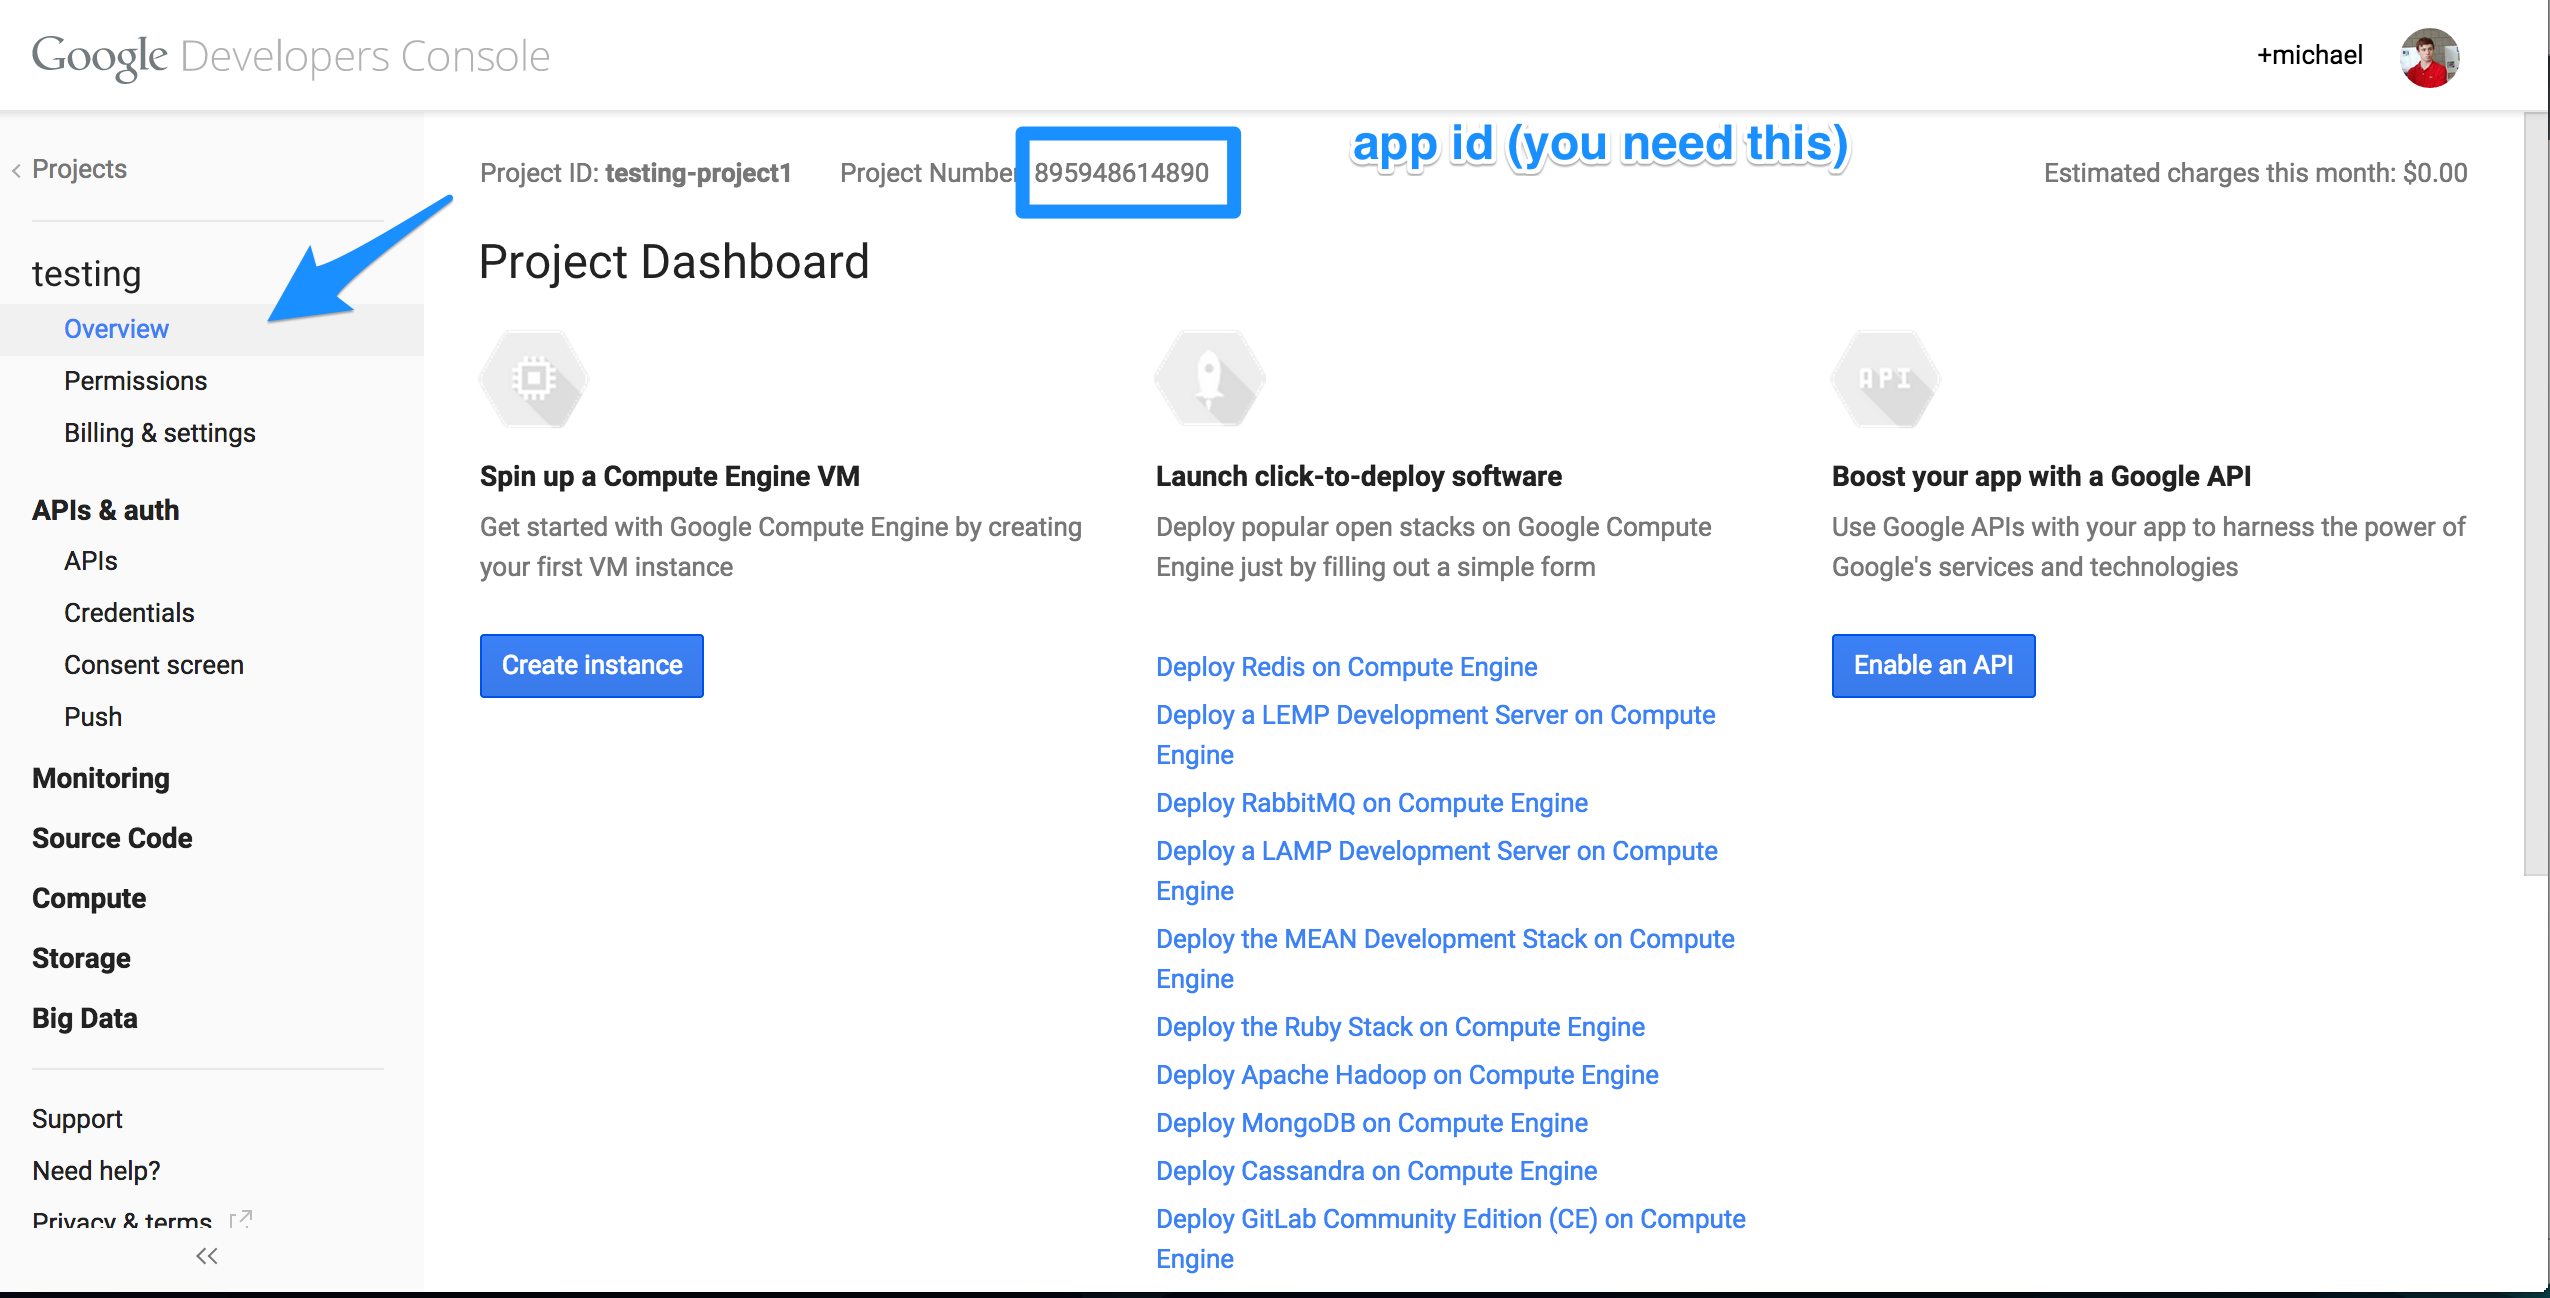 Google Developers Console
+michael
Projects
testing
Overview
Permissions
Billing & settings
APIs & auth
APIs
Credentials
Consent screen
Push
Monitoring
Source Code
Compute
Storage
Big Data
Support
Need help?
Privacy & terms
Project ID: testing-project1
Project Number
895948614890
app id (you need this)
Estimated charges this month: $0.00
Project Dashboard
Spin up a Compute Engine VM
Get started with Google Compute Engine by creating
your first VM instance
Create instance
Launch click-to-deploy software
Deploy popular open stacks on Google Compute
Engine just by filling out a simple form
Deploy Redis on Compute Engine
Deploy a LEMP Development Server on Compute
Engine
Deploy RabbitMQ on Compute Engine
Deploy a LAMP Development Server on Compute
Engine
Deploy the MEAN Development Stack on Compute
Engine
Deploy the Ruby Stack on Compute Engine
Deploy Apache Hadoop on Compute Engine
Deploy MongoDB on Compute Engine
Deploy Cassandra on Compute Engine
Deploy GitLab Community Edition (CE) on Compute
Engine
API
Boost your app with a Google API
Use Google APIs with your app to harness the power of
Google's services and technologies
Enable an API